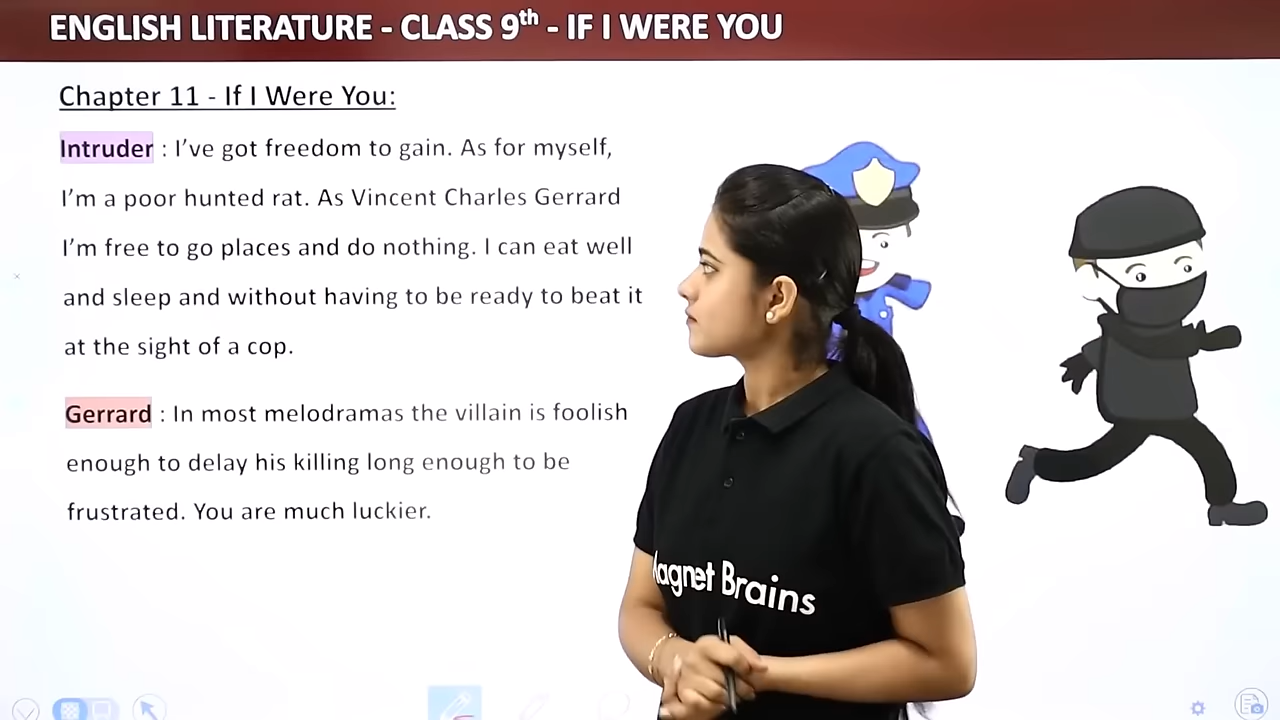 ENGLISH LITERATURE - CLASS 9th - IF I WERE YOU
Chapter 11 - If I Were You:
Intruder : I've got freedom to gain. As for myself,
I'm a poor hunted rat. As Vincent Charles Gerrard
I'm free to go places and do nothing. I can eat well
and sleep and without having to be ready to beat it
at the sight of a cop.
Gerrard : In most melodramas the villain is foolish
enough to delay his killing long enough to be
frustrated. You are much luckier.
Magnet Brains